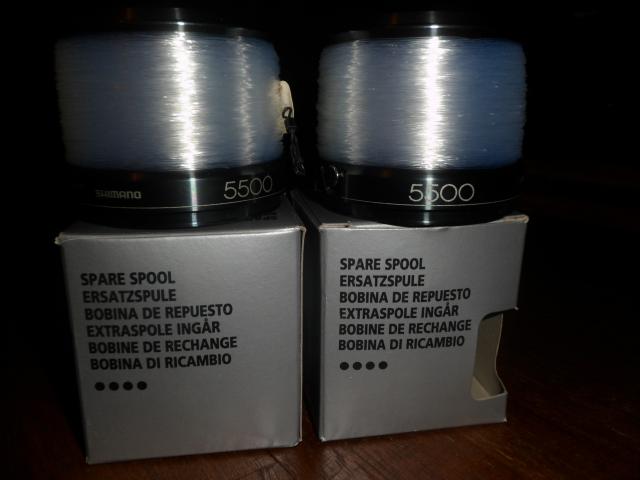 SHIMANO
5500
5500
SPARE SPOOL
ERSATZSPULE
BOBINA DE REPUESTO
EXTRASPOLE INGÅR
BOBINE DE RECHANGE
BOBINA DI RICAMBIO
SPARE SPOOL
ERSATZSPULE
BOBINA DE REPUESTO
EXTRASPOLE INGÅR
BOBINE DE RECHANGE
BOBINA DI RICAMBIO